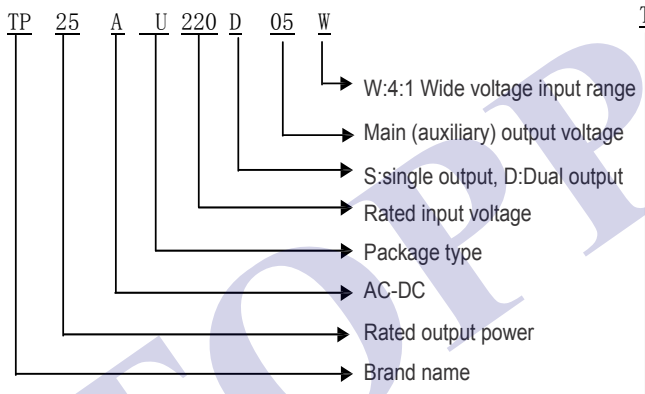 TP 25 A U 220 D 05 W
W:4:1 Wide voltage input range
Main (auxiliary) output voltage
S:single output, D:Dual output
Rated input voltage
Package type
AC-DC
Rated output power
Brand name
TOPP